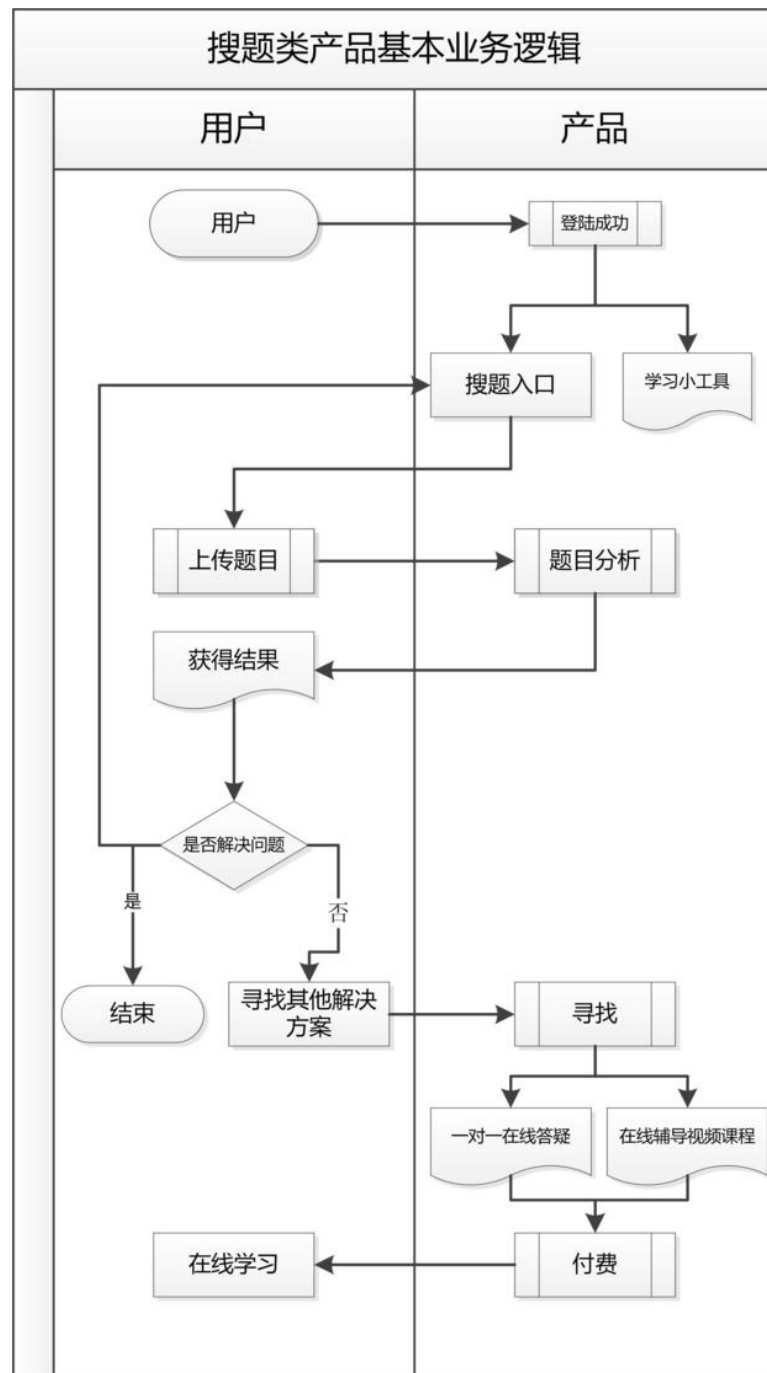 搜题类产品基本业务逻辑
用户
产品
用户
登陆成功
搜题入口
学习小工具
上传题目
题目分析
获得结果
是否解决问题
是
否
结束
寻找其他解决
方案
寻找
一对一在线答疑
在线辅导视频课程
在线学习
付费